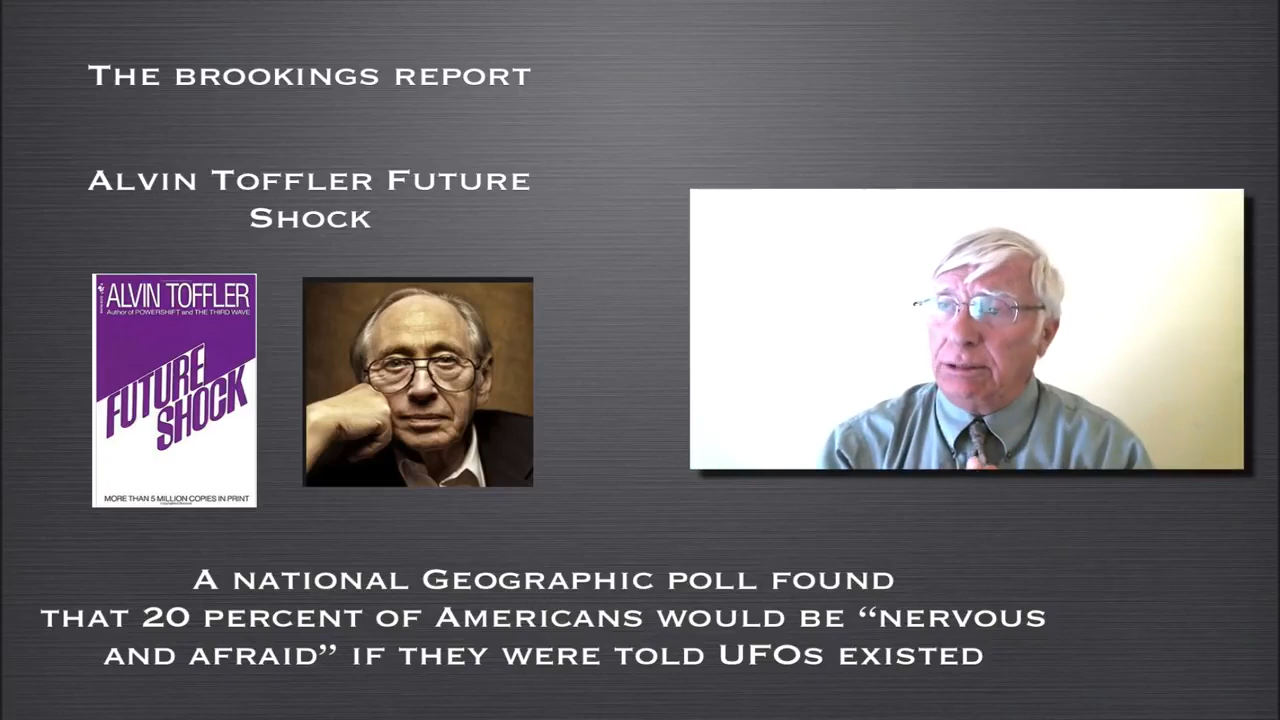 The Brookings Report
Alvin Toffler Future
Shock
ALVIN TOFFLER
Author of POWERSHIFT and THE THIRD WAVE
FUTURE
SHOCK
MORE THAN 5 MILLION COPIES IN PRINT
A national Geographic poll found
that 20 percent of Americans would be “nervous
and afraid” if they were told UFOs existed